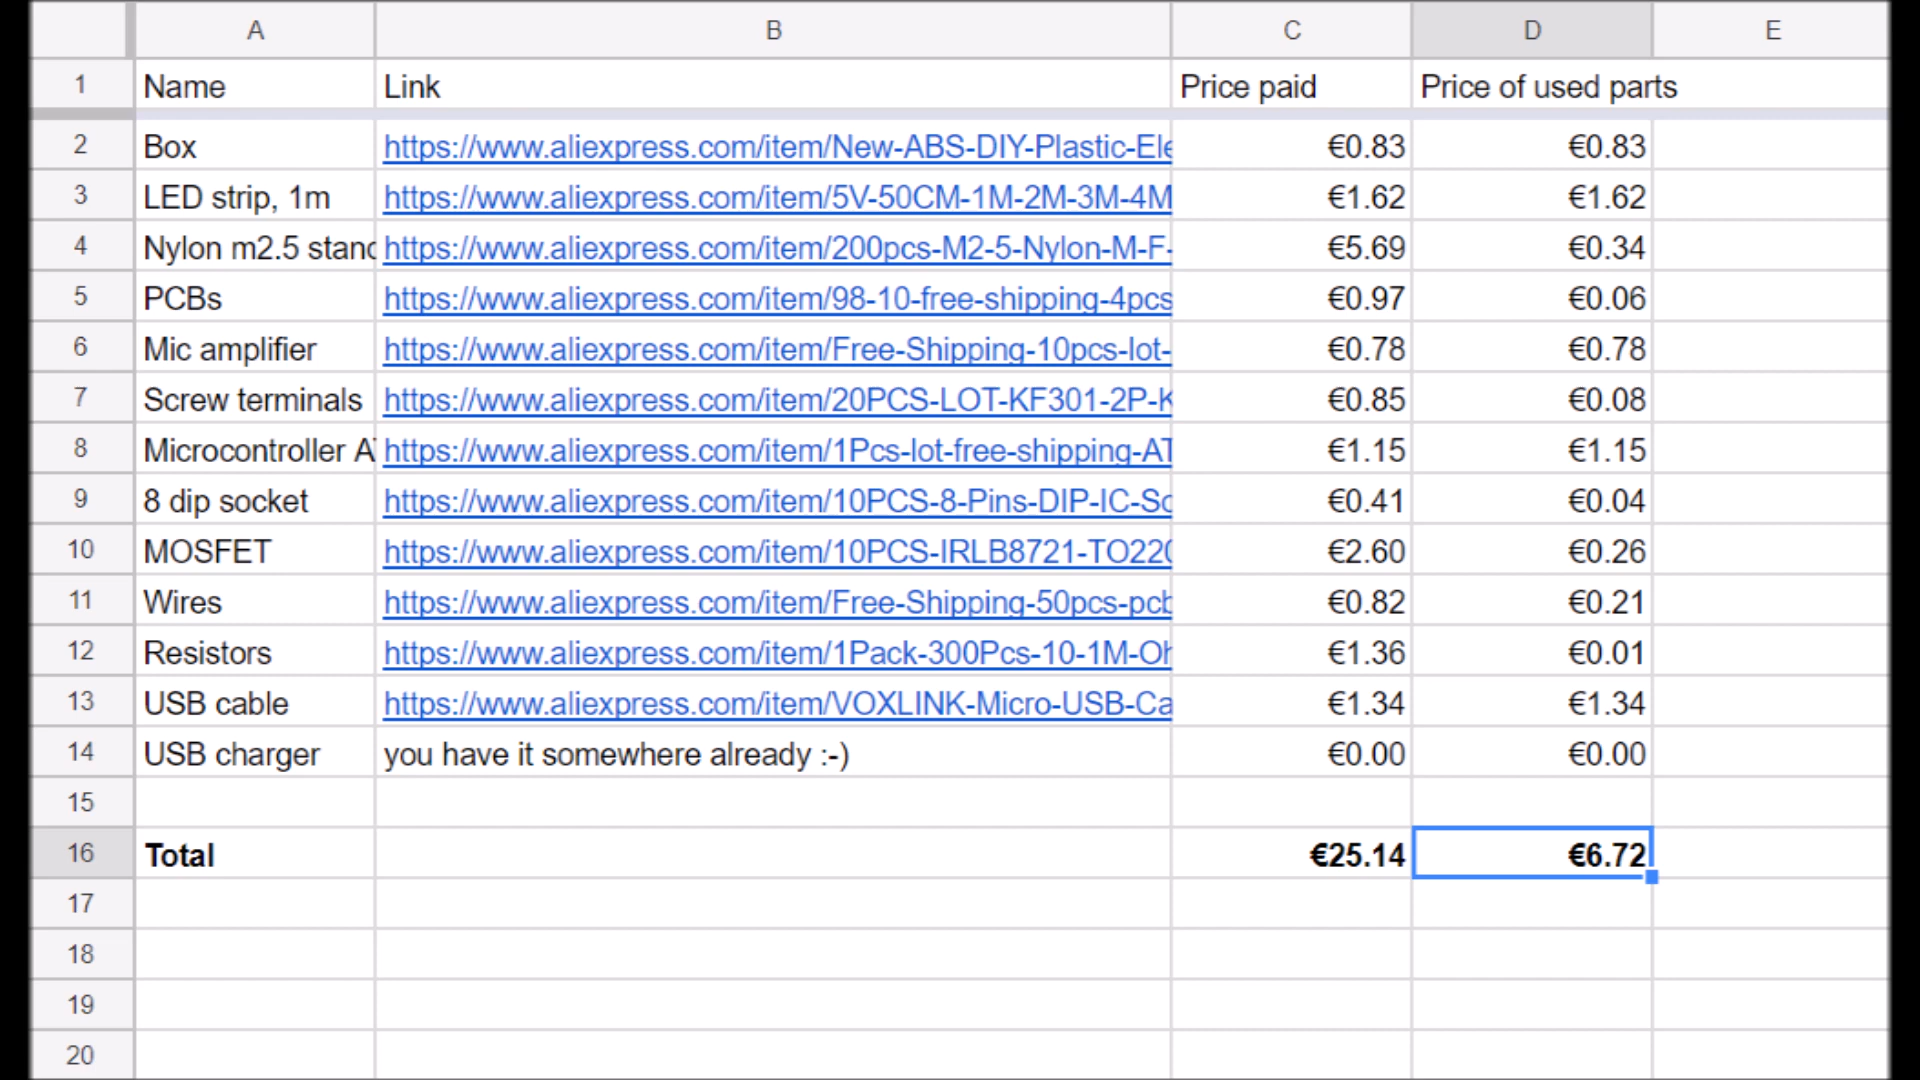 A B C D E
1 Name Link Price paid Price of used parts
2 Box https://www.aliexpress.com/item/New-ABS-DIY-Plastic-Ele €0.83 €0.83
3 LED strip, 1m https://www.aliexpress.com/item/5V-50CM-1M-2M-3M-4M €1.62 €1.62
4 Nylon m2.5 stand https://www.aliexpress.com/item/200pcs-M2-5-Nylon-M-F- €5.69 €0.34
5 PCBs https://www.aliexpress.com/item/98-10-free-shipping-4pcs €0.97 €0.06
6 Mic amplifier https://www.aliexpress.com/item/Free-Shipping-10pcs-lot- €0.78 €0.78
7 Screw terminals https://www.aliexpress.com/item/20PCS-LOT-KF301-2P-K €0.85 €0.08
8 Microcontroller AT https://www.aliexpress.com/item/1Pcs-lot-free-shipping-AT €1.15 €1.15
9 8 dip socket https://www.aliexpress.com/item/10PCS-8-Pins-DIP-IC-So €0.41 €0.04
10 MOSFET https://www.aliexpress.com/item/10PCS-IRLB8721-TO220 €2.60 €0.26
11 Wires https://www.aliexpress.com/item/Free-Shipping-50pcs-pcb €0.82 €0.21
12 Resistors https://www.aliexpress.com/item/1Pack-300Pcs-10-1M-Oh €1.36 €0.01
13 USB cable https://www.aliexpress.com/item/VOXLINK-Micro-USB-Ca €1.34 €1.34
14 USB charger you have it somewhere already :-) €0.00 €0.00
15
16 Total €25.14 €6.72
17
18
19
20